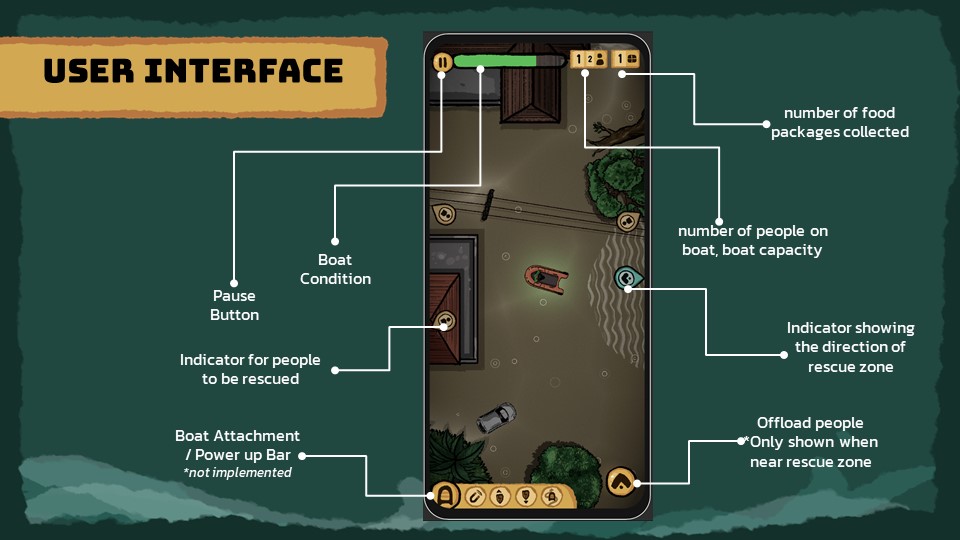 USER INTERFACE
1 2
1
number of food
packages collected
number of people on
boat, boat capacity
Boat
Condition
Pause
Button
Indicator showing
the direction of
rescue zone
Indicator for people
to be rescued
Offload people
*Only shown when
near rescue zone
Boat Attachment
/ Power up Bar
*not implemented